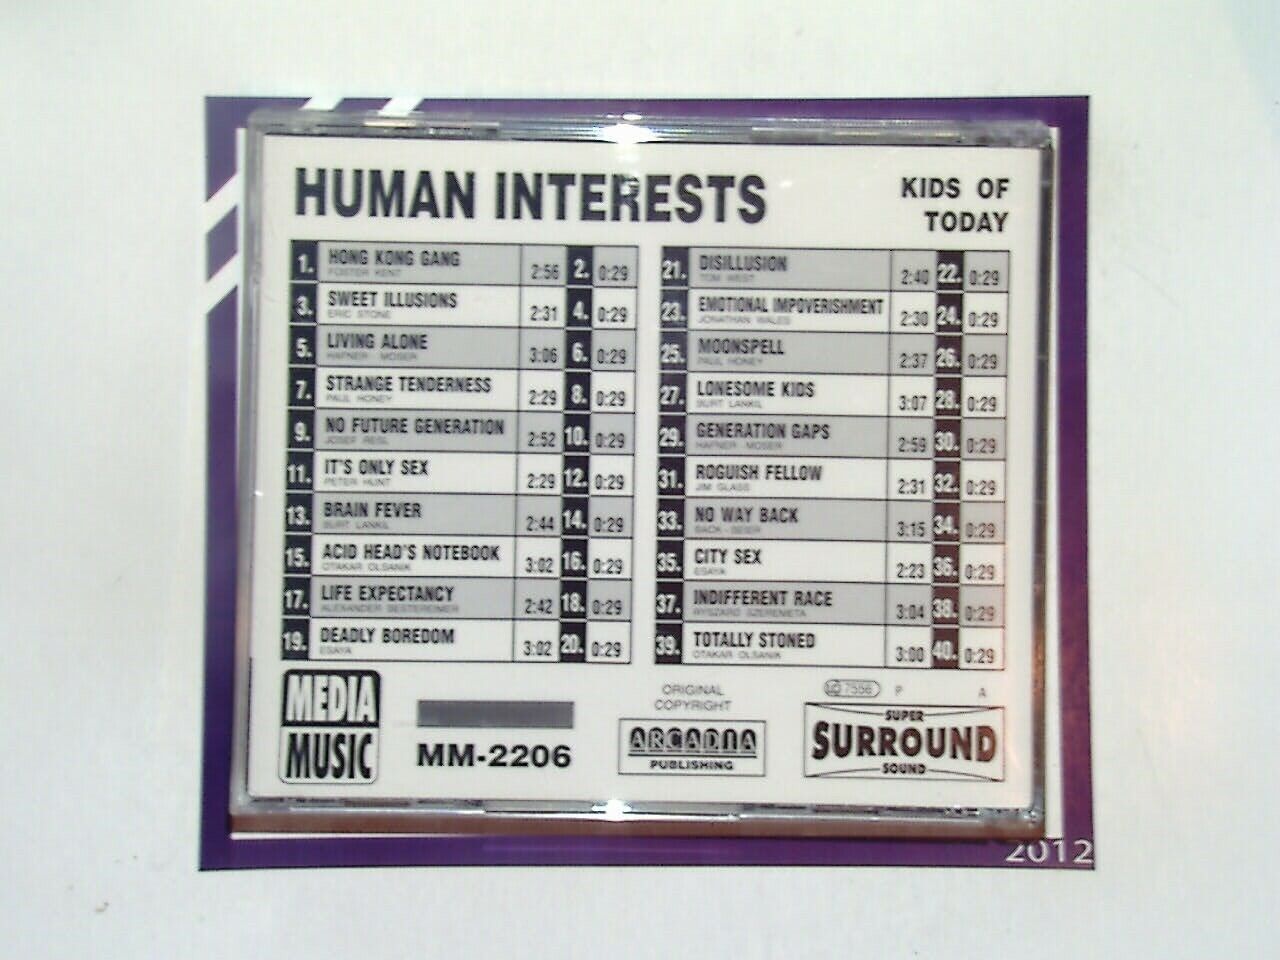 HUMAN INTERESTS
KIDS OF
TODAY
1. HONG KONG GANG 2:56 2. 0:29
FOSTER KENT
3. SWEET ILLUSIONS 2:31 4. 0:29
ERIC STONE
5. LIVING ALONE 3:06 6. 0:29
HAFNER - MOSER
7. STRANGE TENDERNESS 2:29 8. 0:29
PAUL HONEY
9. NO FUTURE GENERATION 2:52 10. 0:29
JOSEF RESL
11. IT'S ONLY SEX 2:29 12. 0:29
PETER HUNT
13. BRAIN FEVER 2:44 14. 0:29
BURT LANKIL
15. ACID HEAD'S NOTEBOOK 3:02 16. 0:29
OTAKAR OLSANIK
17. LIFE EXPECTANCY 2:42 18. 0:29
ALEXANDER BESTEREIMER
19. DEADLY BOREDOM 3:02 20. 0:29
ESAYA
21. DISILLUSION 2:40 22. 0:29
TOM WEST
23. EMOTIONAL IMPOVERISHMENT 2:30 24. 0:29
JONATHAN WALES
25. MOONSPELL 2:37 26. 0:29
PAUL HONEY
27. LONESOME KIDS 3:07 28. 0:29
BURT LANKIL
29. GENERATION GAPS 2:59 30. 0:29
HAFNER - MOSER
31. ROGUISH FELLOW 2:31 32. 0:29
JIM GLASS
33. NO WAY BACK 3:15 34. 0:29
35. CITY SEX 2:23 36. 0:29
ESAYA
37. INDIFFERENT RACE 3:04 38. 0:29
RYSZARD SZEREMETA
39. TOTALLY STONED 3:00 40. 0:29
OTAKAR OLSANIK
MEDIA
MUSIC
MM-2206
ORIGINAL
COPYRIGHT
ARCADIA
PUBLISHING
LC 7556 P A
SUPER
SURROUND
SOUND
2012